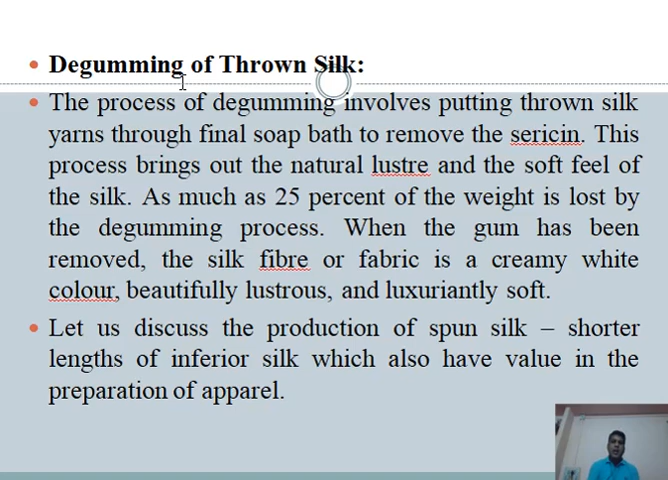 Degumming of Thrown Silk:
The process of degumming involves putting thrown silk
yarns through final soap bath to remove the sericin. This
process brings out the natural lustre and the soft feel of
the silk. As much as 25 percent of the weight is lost by
the degumming process. When the gum has been
removed, the silk fibre or fabric is a creamy white
colour, beautifully lustrous, and luxuriantly soft.
Let us discuss the production of spun silk – shorter
lengths of inferior silk which also have value in the
preparation of apparel.